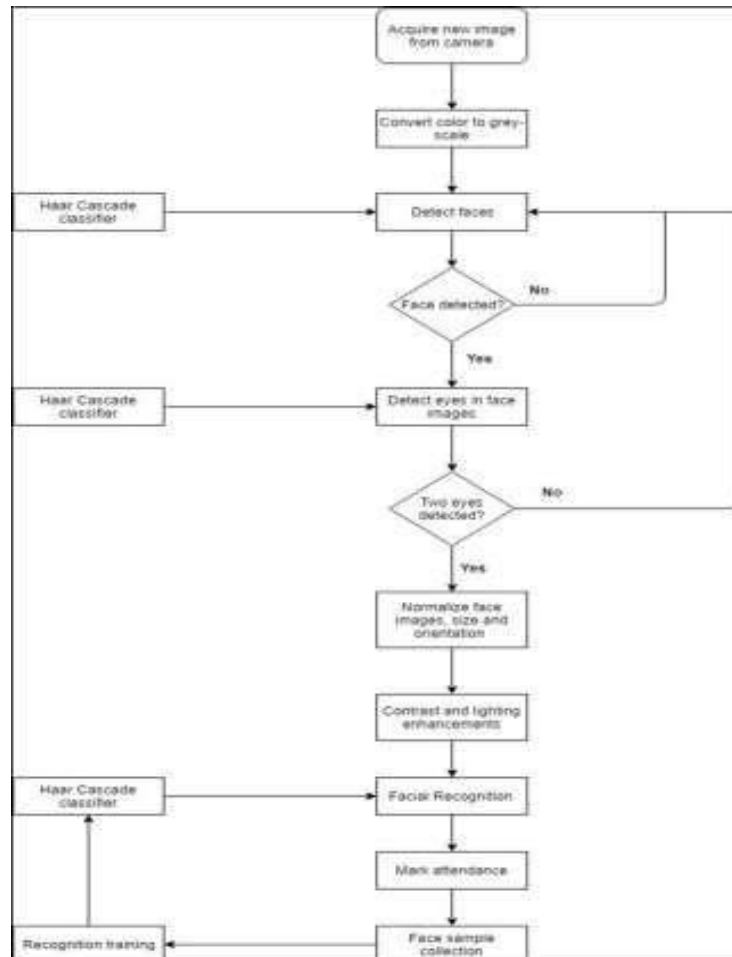 Acquire new image
from camera
Convert color to grey-
scale
Haar Cascade
classifier
Detect faces
No
Face detected?
Yes
Haar Cascade
classifier
Detect eyes in face
images
No
Two eyes
detected?
Yes
Normalize face
images, size and
orientation
Contrast and lighting
enhancements
Haar Cascade
classifier
Facial Recognition
Mark attendance
Recognition training
Face sample
collection